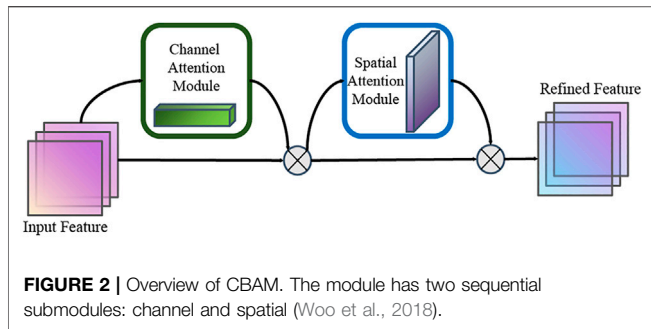 Channel
Attention
Module
Spatial
Attention
Module
Refined Feature
Input Feature
FIGURE 2 | Overview of CBAM. The module has two sequential
submodules: channel and spatial (Woo et al., 2018).